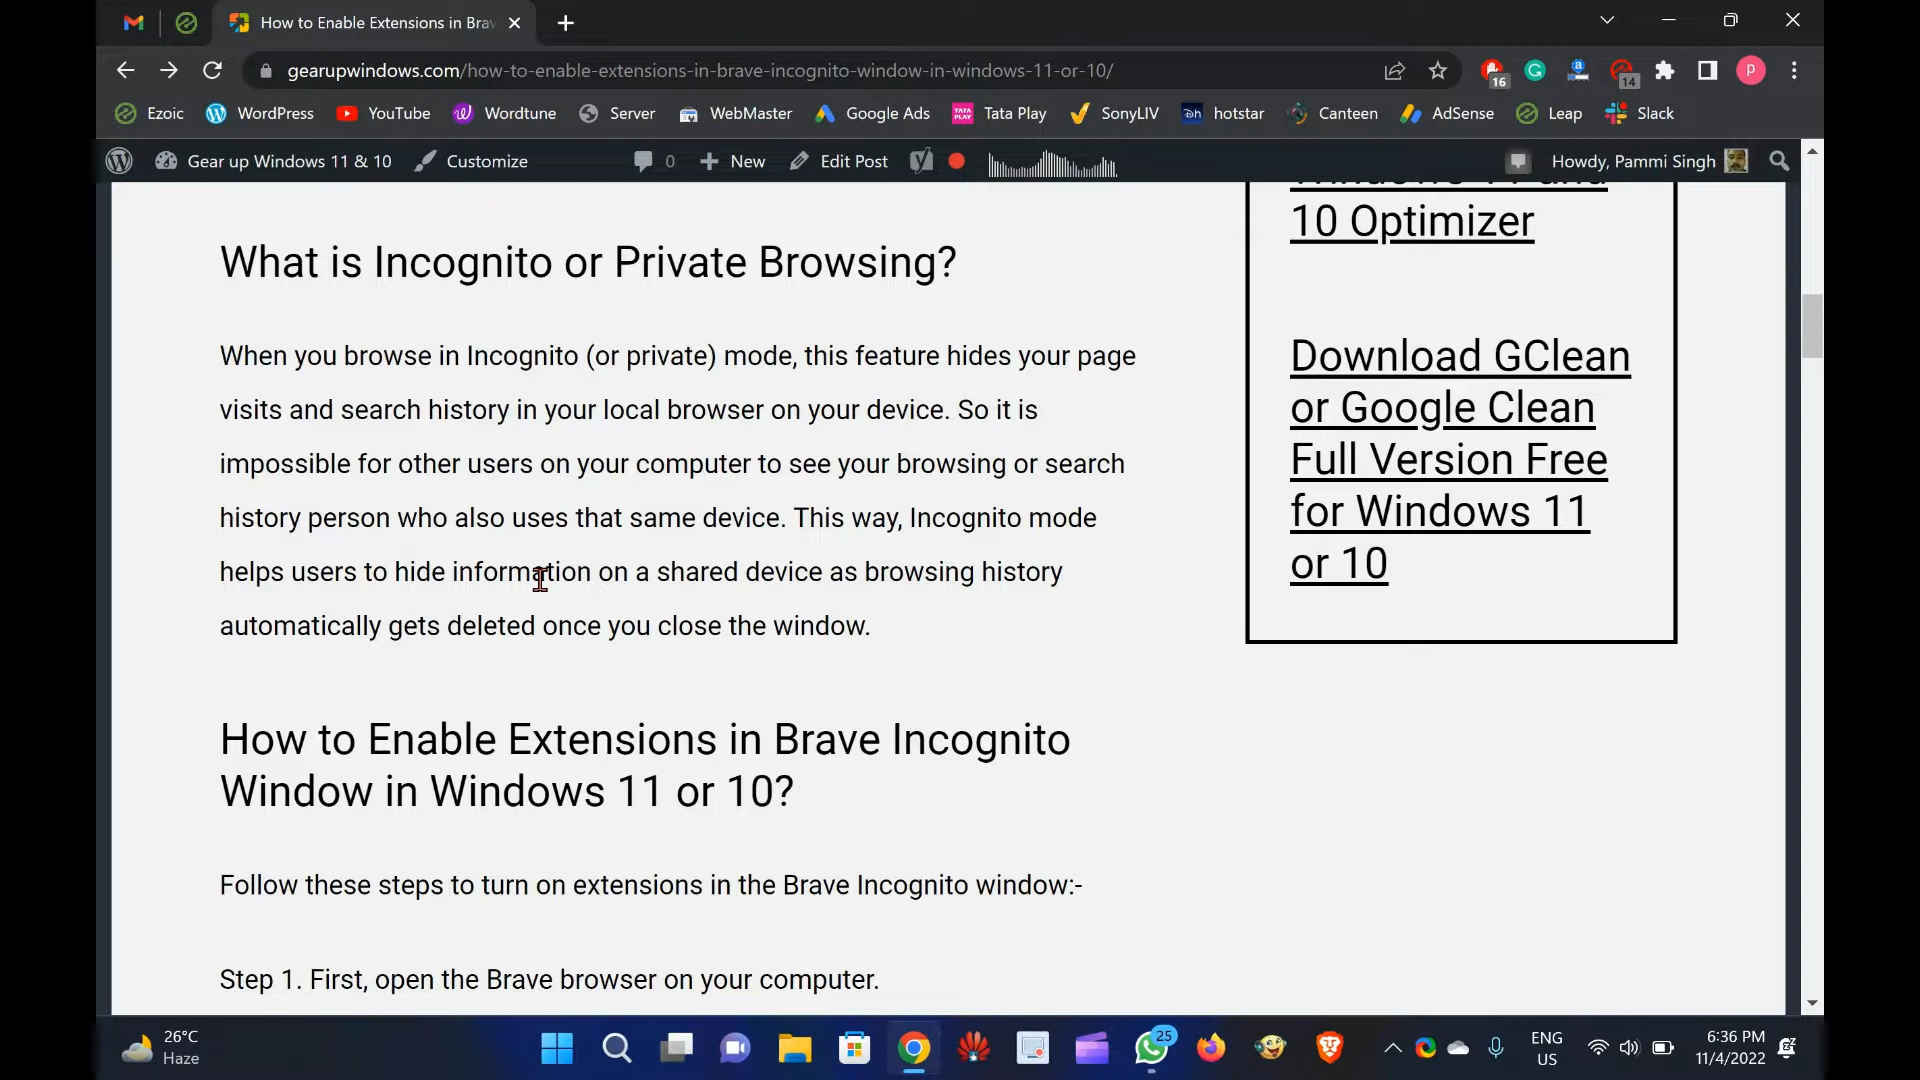 How to Enable Extensions in Brav
gearupwindows.com/how-to-enable-extensions-in-brave-incognito-window-in-windows-11-or-10/
16
14
P
Ezoic WordPress YouTube Wordtune Server WebMaster Google Ads TATA PLAY Tata Play SonyLIV dh hotstar Canteen AdSense Leap Slack
Gear up Windows 11 & 10 Customize 0 New Edit Post Howdy, Pammi Singh
What is Incognito or Private Browsing?
When you browse in Incognito (or private) mode, this feature hides your page
visits and search history in your local browser on your device. So it is
impossible for other users on your computer to see your browsing or search
history person who also uses that same device. This way, Incognito mode
helps users to hide information on a shared device as browsing history
automatically gets deleted once you close the window.
How to Enable Extensions in Brave Incognito
Window in Windows 11 or 10?
Follow these steps to turn on extensions in the Brave Incognito window:-
Step 1. First, open the Brave browser on your computer.
Windows 11 and
10 Optimizer
Download GClean
or Google Clean
Full Version Free
for Windows 11
or 10
26°C
Haze
25
ENG
US
6:36 PM
11/4/2022